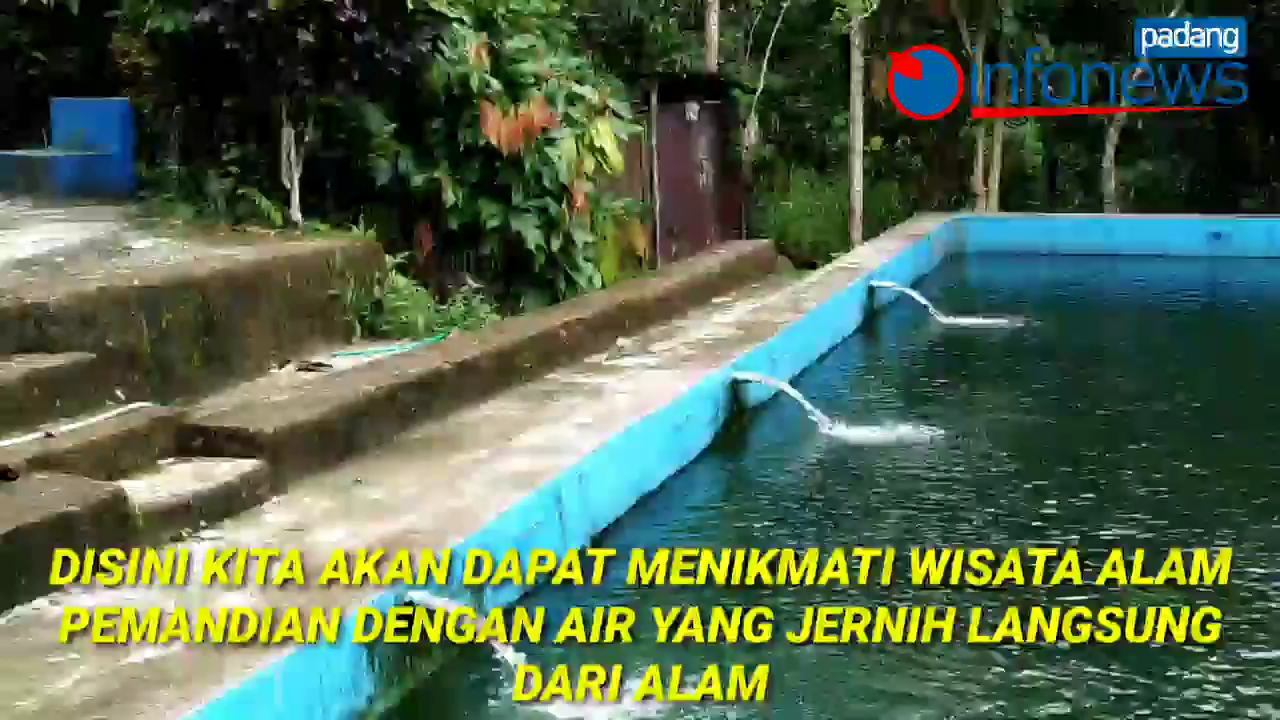 padang
infonews
DISINI KITA AKAN DAPAT MENIKMATI WISATA ALAM
PEMANDIAN DENGAN AIR YANG JERNIH LANGSUNG
DARI ALAM